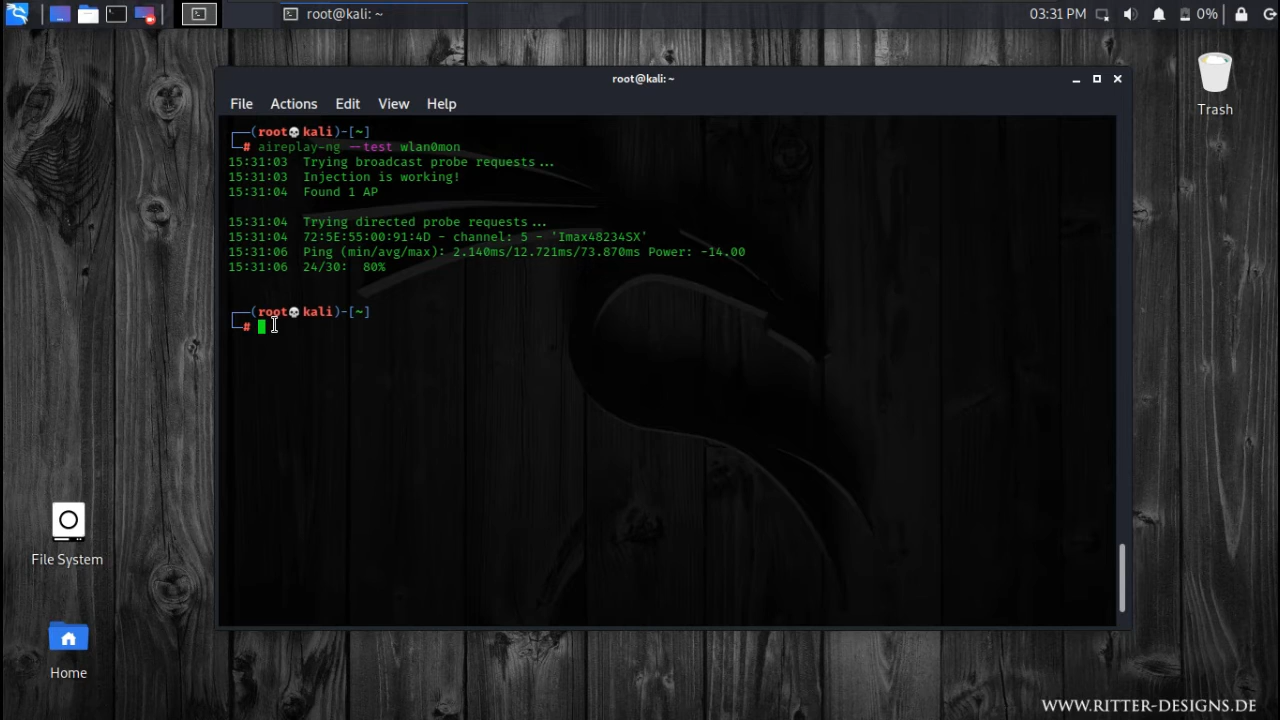 root@kali: ~
03:31 PM
0%
root@kali: ~
File Actions Edit View Help
Trash
┌──(root💀kali)-[~]
└─# aireplay-ng --test wlan0mon
15:31:03  Trying broadcast probe requests...
15:31:03  Injection is working!
15:31:04  Found 1 AP
15:31:04  Trying directed probe requests...
15:31:04  72:5E:55:00:91:4D - channel: 5 - 'Imax48234SX'
15:31:06  Ping (min/avg/max): 2.140ms/12.721ms/73.870ms Power: -14.00
15:31:06  24/30:  80%
┌──(root💀kali)-[~]
└─#
File System
Home
WWW.RITTER-DESIGNS.DE